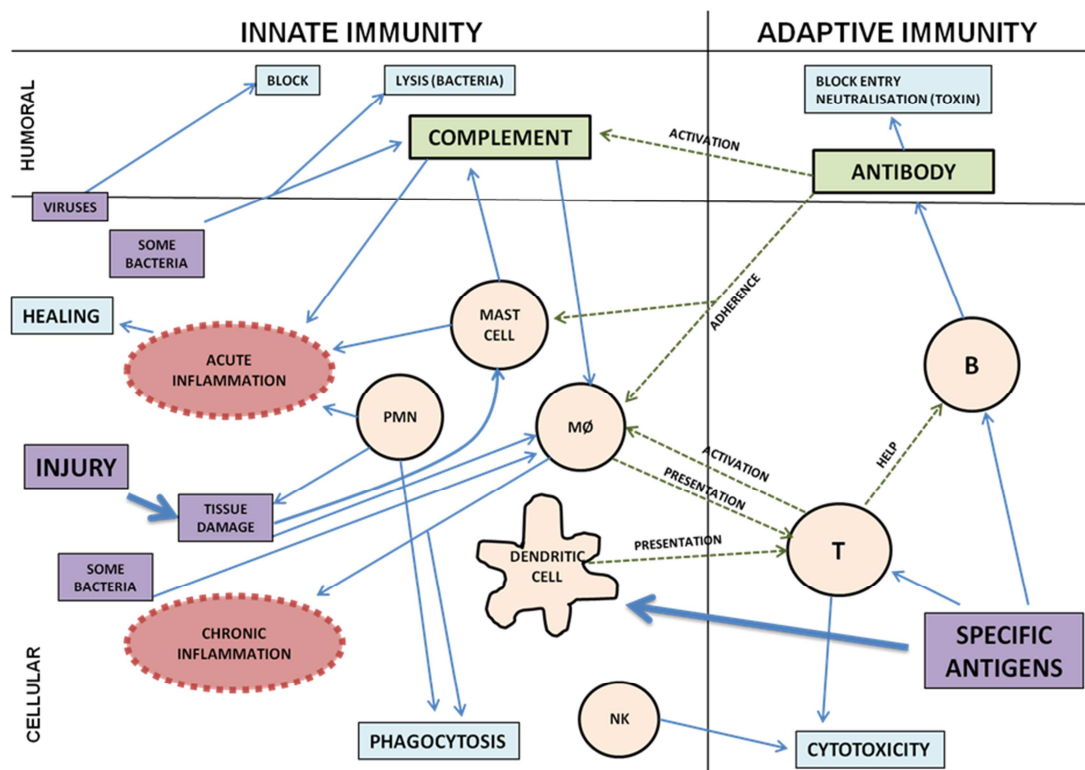 INNATE IMMUNITY
ADAPTIVE IMMUNITY
HUMORAL
BLOCK
LYSIS (BACTERIA)
BLOCK ENTRY
NEUTRALISATION (TOXIN)
COMPLEMENT
ACTIVATION
ANTIBODY
VIRUSES
SOME
BACTERIA
ADHERENCE
HEALING
MAST
CELL
ACUTE
INFLAMMATION
B
PMN
MØ
INJURY
ACTIVATION
HELP
PRESENTATION
TISSUE
DAMAGE
PRESENTATION
T
DENDRITIC
CELL
SOME
BACTERIA
CHRONIC
INFLAMMATION
SPECIFIC
ANTIGENS
CELLULAR
NK
PHAGOCYTOSIS
CYTOTOXICITY